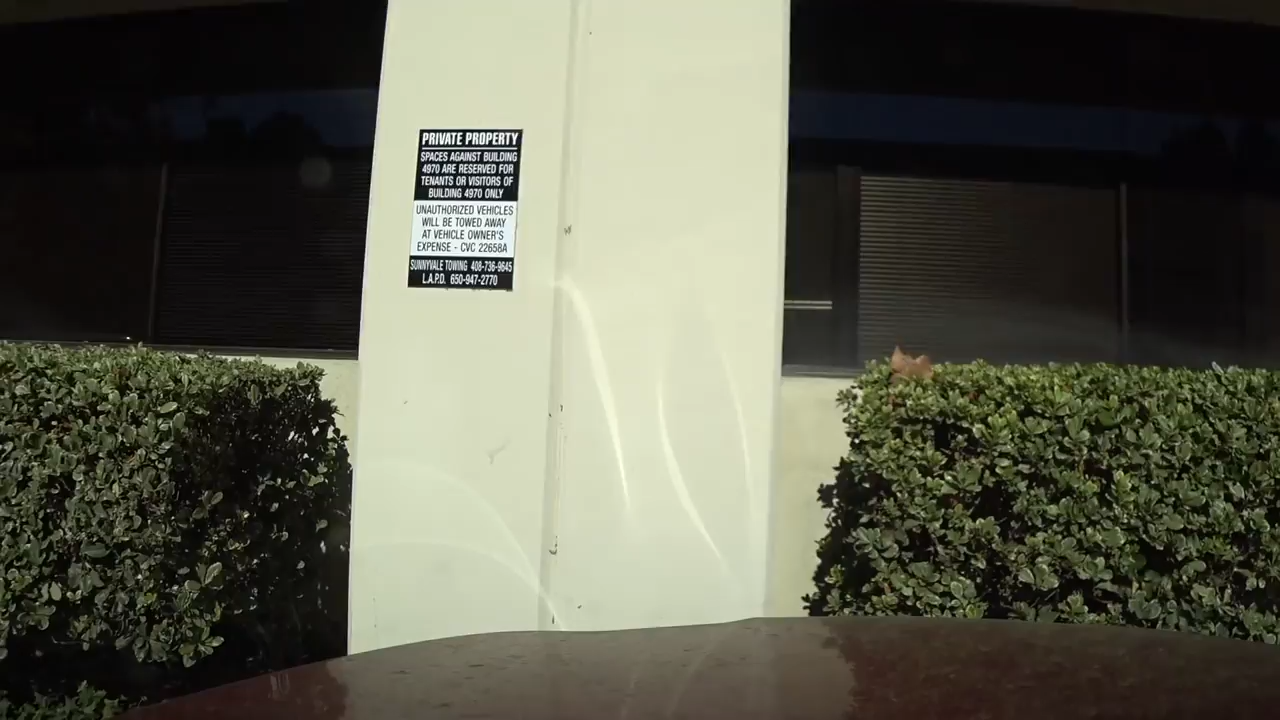 PRIVATE PROPERTY
SPACES AGAINST BUILDING
4970 ARE RESERVED FOR
TENANTS OR VISITORS OF
BUILDING 4970 ONLY
UNAUTHORIZED VEHICLES
WILL BE TOWED AWAY
AT VEHICLE OWNER'S
EXPENSE - CVC 22658A
SUNNYVALE TOWING 408-736-9645
L.A.P.D. 650-947-2770